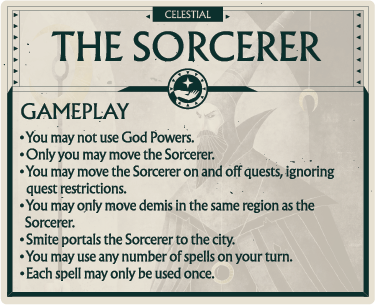 CELESTIAL
THE SORCERER
GAMEPLAY
•You may not use God Powers.
•Only you may move the Sorcerer.
•You may move the Sorcerer on and off quests, ignoring
quest restrictions.
•You may only move demis in the same region as the
Sorcerer.
•Smite portals the Sorcerer to the city.
•You may use any number of spells on your turn.
•Each spell may only be used once.